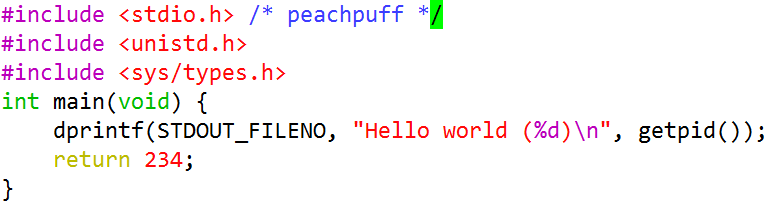 #include <stdio.h> /* peachpuff */
#include <unistd.h>
#include <sys/types.h>
int main(void) {
    dprintf(STDOUT_FILENO, "Hello world (%d)\n", getpid());
    return 234;
}